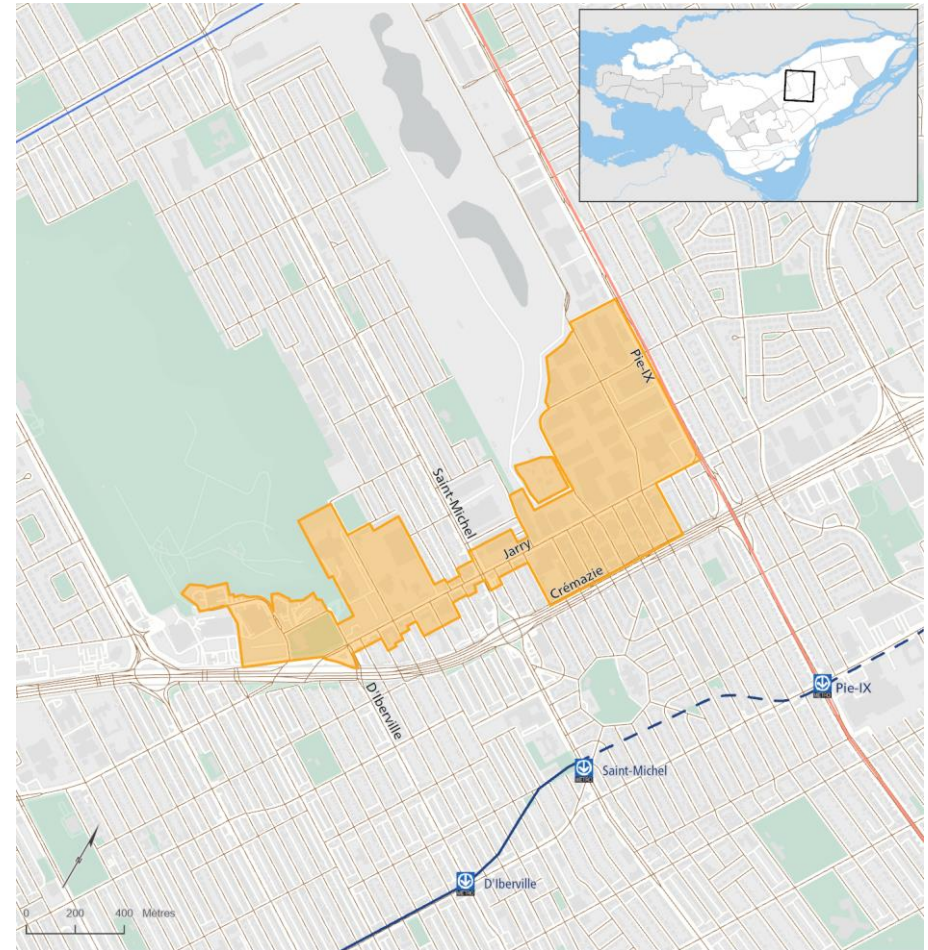 Pie-IX
Saint-Michel
Jarry
Crémazie
D'Iberville
Pie-IX
Saint-Michel
D'Iberville
0 200 400 Mètres